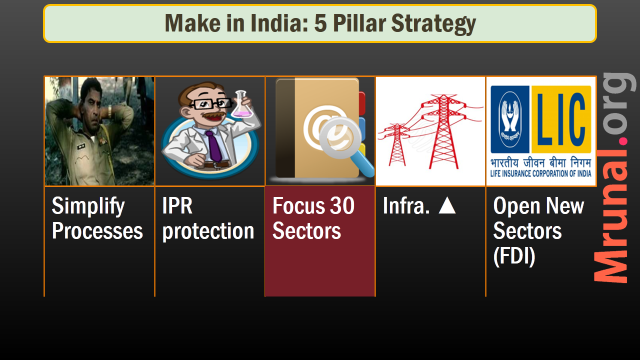 Make in India: 5 Pillar Strategy
LIC
भारतीय जीवन बीमा निगम
LIFE INSURANCE CORPORATION OF INDIA
Simplify
Processes
IPR
protection
Focus 30
Sectors
Infra. ▲
Open New
Sectors
(FDI)
Mrunal.org